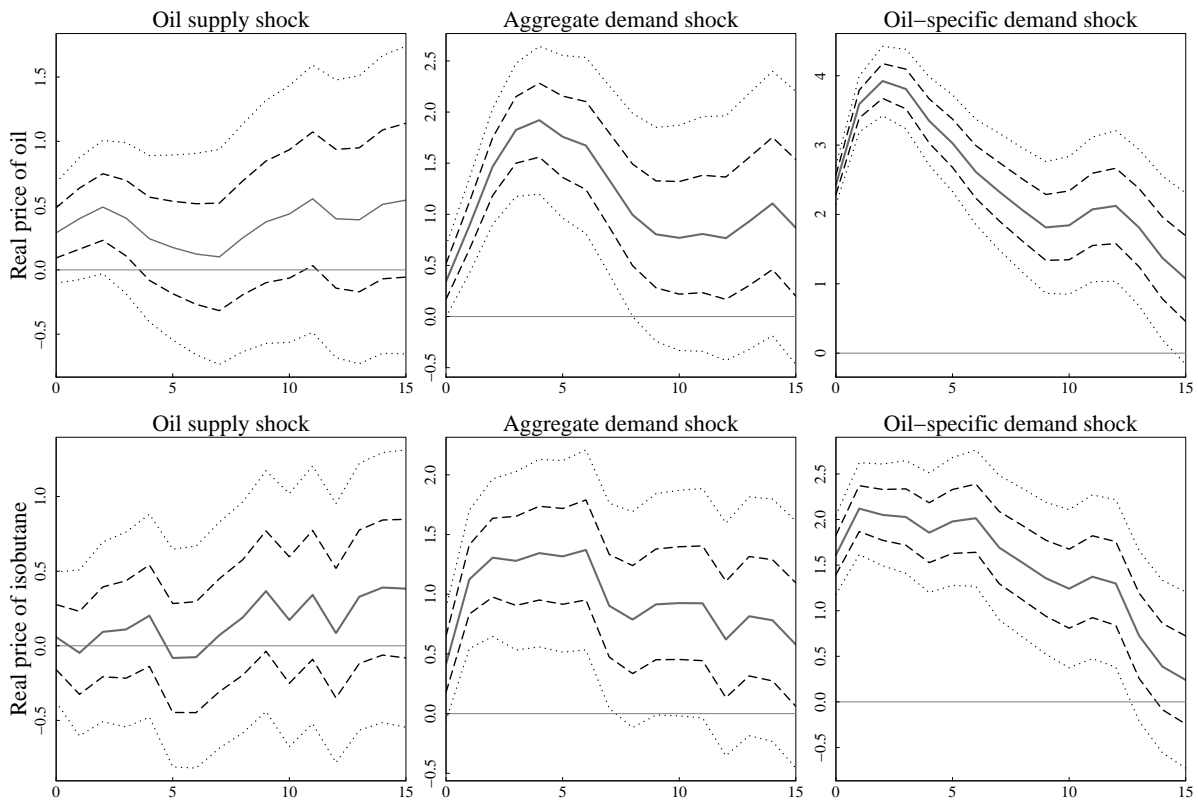 Oil supply shock
Aggregate demand shock
Oil−specific demand shock
Real price of oil
−0.5 0.0 0.5 1.0 1.5
0 5 10 15
−0.5 0.0 0.5 1.0 1.5 2.0 2.5
0 5 10 15
0 1 2 3 4
0 5 10 15
Oil supply shock
Aggregate demand shock
Oil−specific demand shock
Real price of isobutane
−0.5 0.0 0.5 1.0
0 5 10 15
−0.5 0.0 0.5 1.0 1.5 2.0
0 5 10 15
−0.5 0.0 0.5 1.0 1.5 2.0 2.5
0 5 10 15